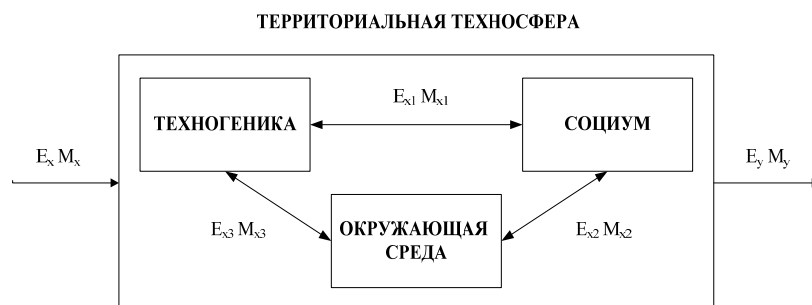 ТЕРРИТОРИАЛЬНАЯ ТЕХНОСФЕРА
Ex1 Mx1
ТЕХНОГЕНИКА
СОЦИУМ
Ex Mx
Ey My
Ex3 Mx3
ОКРУЖАЮЩАЯ
СРЕДА
Ex2 Mx2